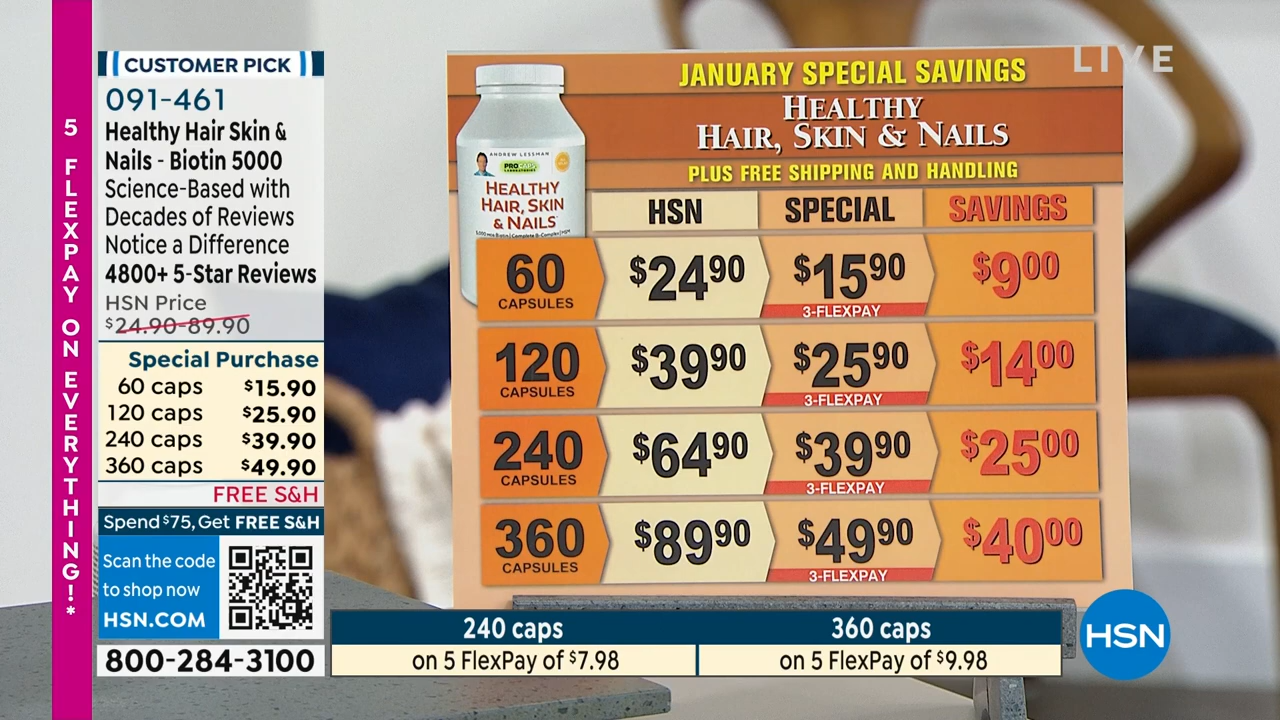 5 FLEXPAY ON EVERYTHING!*
CUSTOMER PICK
091-461
Healthy Hair Skin &
Nails - Biotin 5000
Science-Based with
Decades of Reviews
Notice a Difference
4800+ 5-Star Reviews
HSN Price
$24.90-89.90
Special Purchase
60 caps $15.90
120 caps $25.90
240 caps $39.90
360 caps $49.90
FREE S&H
Spend $75, Get FREE S&H
Scan the code
to shop now
HSN.COM
800-284-3100
LIVE
JANUARY SPECIAL SAVINGS
HEALTHY
HAIR, SKIN & NAILS
PLUS FREE SHIPPING AND HANDLING
ANDREW LESSMAN
PROCAPS
LABORATORIES
HEALTHY
HAIR, SKIN
& NAILS
HSN SPECIAL SAVINGS
60 CAPSULES $24.90 $15.90 $9.00
3-FLEXPAY
120 CAPSULES $39.90 $25.90 $14.00
3-FLEXPAY
240 CAPSULES $64.90 $39.90 $25.00
3-FLEXPAY
360 CAPSULES $89.90 $49.90 $40.00
3-FLEXPAY
240 caps
on 5 FlexPay of $7.98
360 caps
on 5 FlexPay of $9.98
HSN